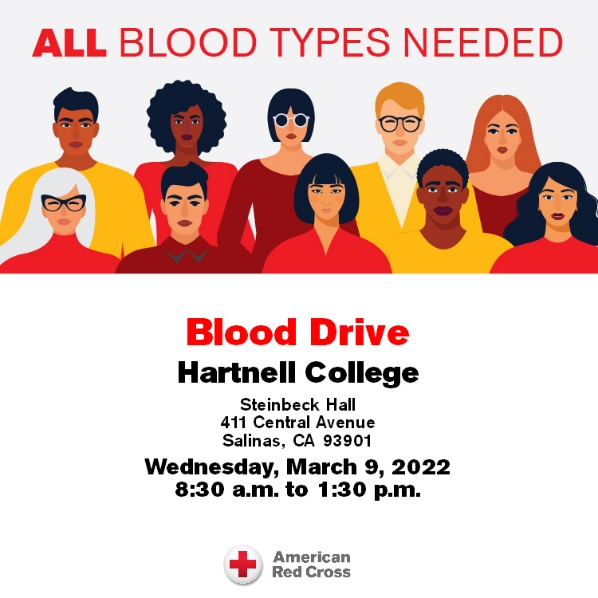 ALL BLOOD TYPES NEEDED
Blood Drive
Hartnell College
Steinbeck Hall
411 Central Avenue
Salinas, CA 93901
Wednesday, March 9, 2022
8:30 a.m. to 1:30 p.m.
American
Red Cross